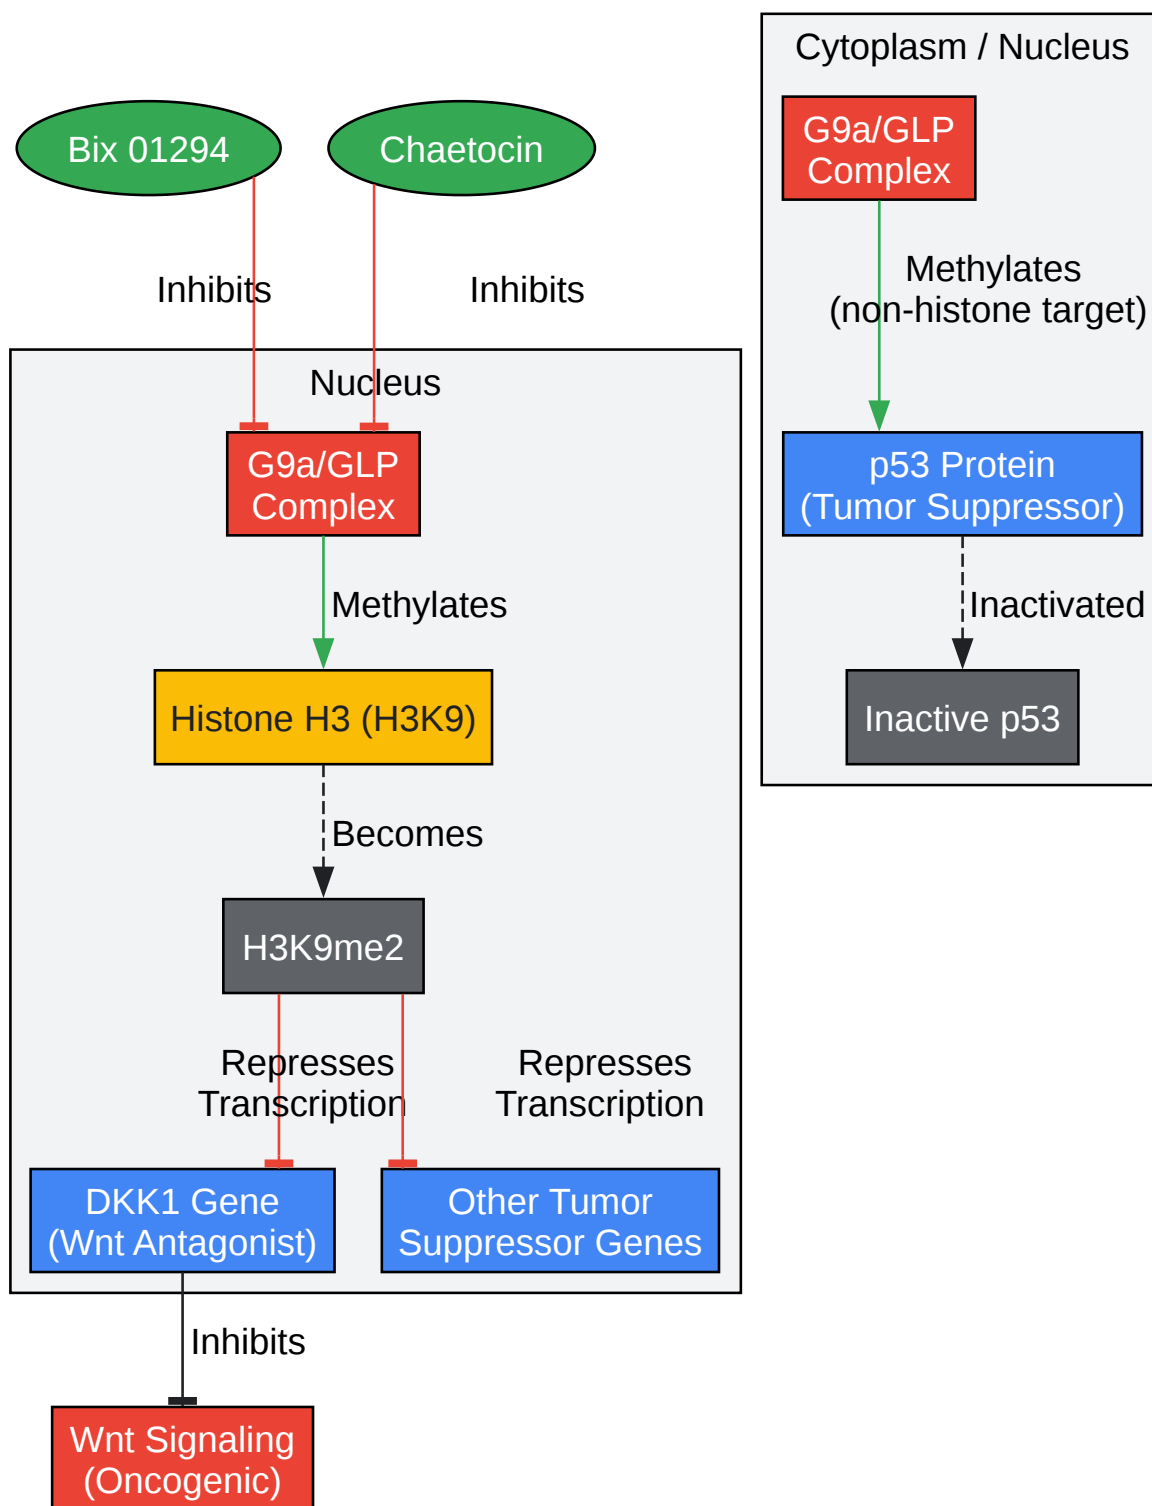 Bix 01294
Chaetocin
Inhibits
Inhibits
Nucleus
G9a/GLP
Complex
Methylates
Histone H3 (H3K9)
Becomes
H3K9me2
Represses
Transcription
Represses
Transcription
DKK1 Gene
(Wnt Antagonist)
Other Tumor
Suppressor Genes
Inhibits
Wnt Signaling
(Oncogenic)
Cytoplasm / Nucleus
G9a/GLP
Complex
Methylates
(non-histone target)
p53 Protein
(Tumor Suppressor)
Inactivated
Inactive p53